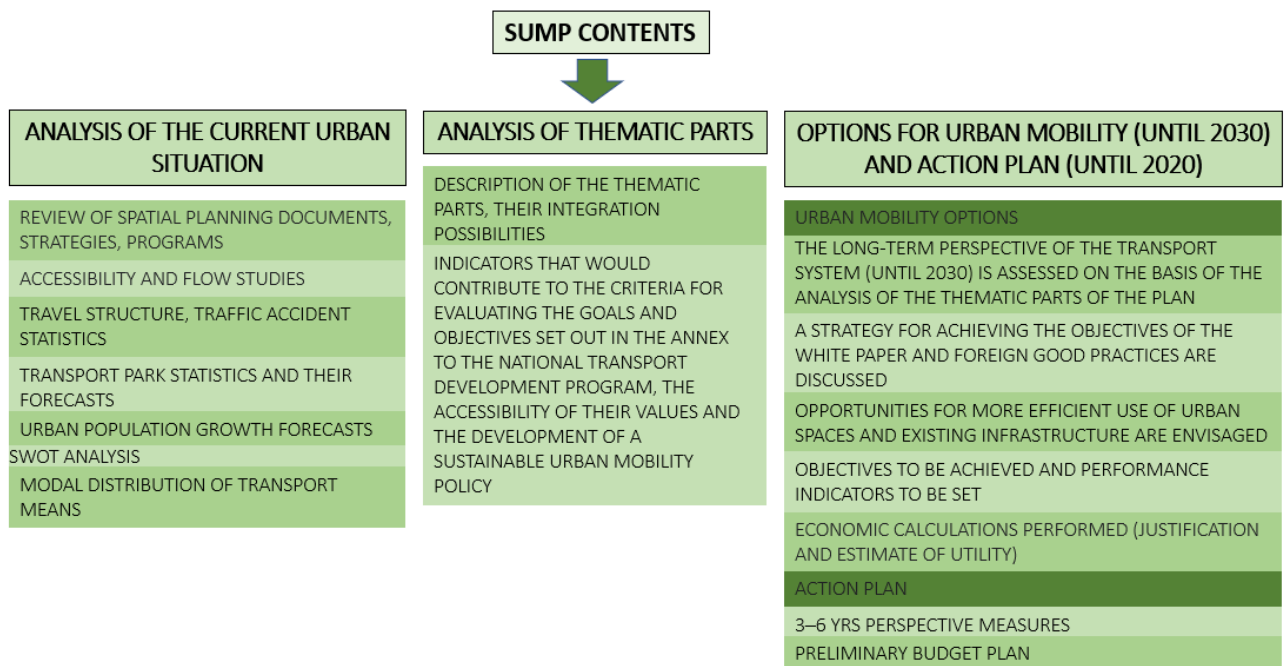 SUMP CONTENTS
ANALYSIS OF THE CURRENT URBAN
SITUATION
REVIEW OF SPATIAL PLANNING DOCUMENTS,
STRATEGIES, PROGRAMS
ACCESSIBILITY AND FLOW STUDIES
TRAVEL STRUCTURE, TRAFFIC ACCIDENT
STATISTICS
TRANSPORT PARK STATISTICS AND THEIR
FORECASTS
URBAN POPULATION GROWTH FORECASTS
SWOT ANALYSIS
MODAL DISTRIBUTION OF TRANSPORT
MEANS
ANALYSIS OF THEMATIC PARTS
DESCRIPTION OF THE THEMATIC
PARTS, THEIR INTEGRATION
POSSIBILITIES
INDICATORS THAT WOULD
CONTRIBUTE TO THE CRITERIA FOR
EVALUATING THE GOALS AND
OBJECTIVES SET OUT IN THE ANNEX
TO THE NATIONAL TRANSPORT
DEVELOPMENT PROGRAM, THE
ACCESSIBILITY OF THEIR VALUES AND
THE DEVELOPMENT OF A
SUSTAINABLE URBAN MOBILITY
POLICY
OPTIONS FOR URBAN MOBILITY (UNTIL 2030)
AND ACTION PLAN (UNTIL 2020)
URBAN MOBILITY OPTIONS
THE LONG-TERM PERSPECTIVE OF THE TRANSPORT
SYSTEM (UNTIL 2030) IS ASSESSED ON THE BASIS OF THE
ANALYSIS OF THE THEMATIC PARTS OF THE PLAN
A STRATEGY FOR ACHIEVING THE OBJECTIVES OF THE
WHITE PAPER AND FOREIGN GOOD PRACTICES ARE
DISCUSSED
OPPORTUNITIES FOR MORE EFFICIENT USE OF URBAN
SPACES AND EXISTING INFRASTRUCTURE ARE ENVISAGED
OBJECTIVES TO BE ACHIEVED AND PERFORMANCE
INDICATORS TO BE SET
ECONOMIC CALCULATIONS PERFORMED (JUSTIFICATION
AND ESTIMATE OF UTILITY)
ACTION PLAN
3–6 YRS PERSPECTIVE MEASURES
PRELIMINARY BUDGET PLAN